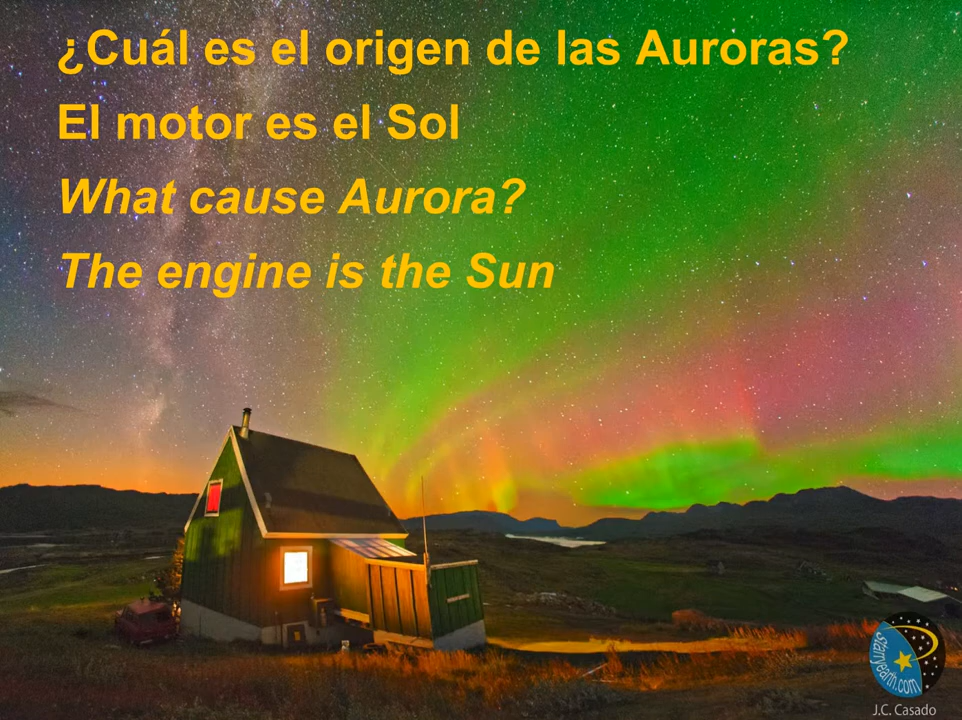 ¿Cuál es el origen de las Auroras?
El motor es el Sol
What cause Aurora?
The engine is the Sun
starryearth.com
J.C. Casado